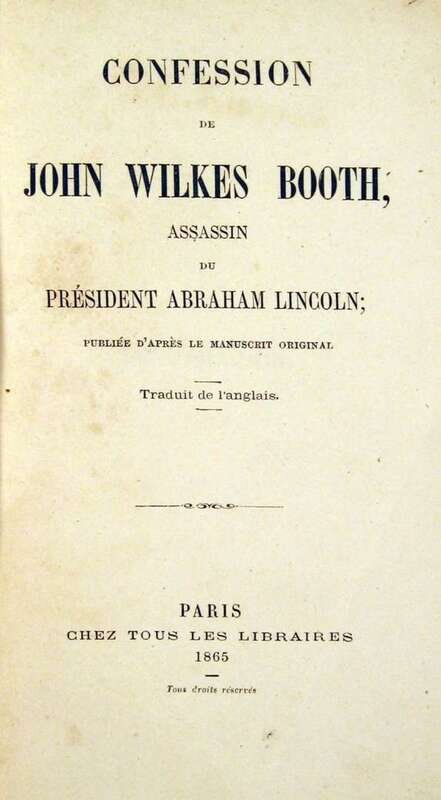 CONFESSION
DE
JOHN WILKES BOOTH,
ASSASSIN
DU
PRÉSIDENT ABRAHAM LINCOLN;
PUBLIÉE D'APRÈS LE MANUSCRIT ORIGINAL
Traduit de l'anglais.
PARIS
CHEZ TOUS LES LIBRAIRES
1865
Tous droits réservés